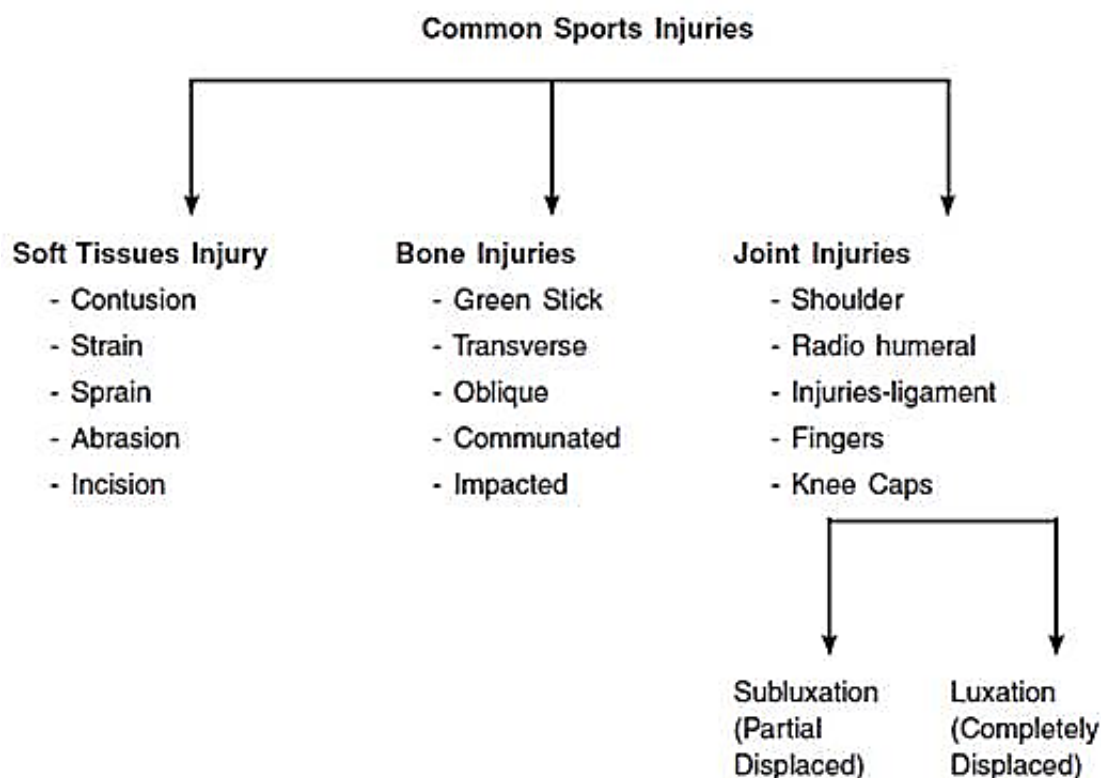 Common Sports Injuries
Soft Tissues Injury
- Contusion
- Strain
- Sprain
- Abrasion
- Incision
Bone Injuries
- Green Stick
- Transverse
- Oblique
- Communated
- Impacted
Joint Injuries
- Shoulder
- Radio humeral
- Injuries-ligament
- Fingers
- Knee Caps
Subluxation
(Partial
Displaced)
Luxation
(Completely
Displaced)